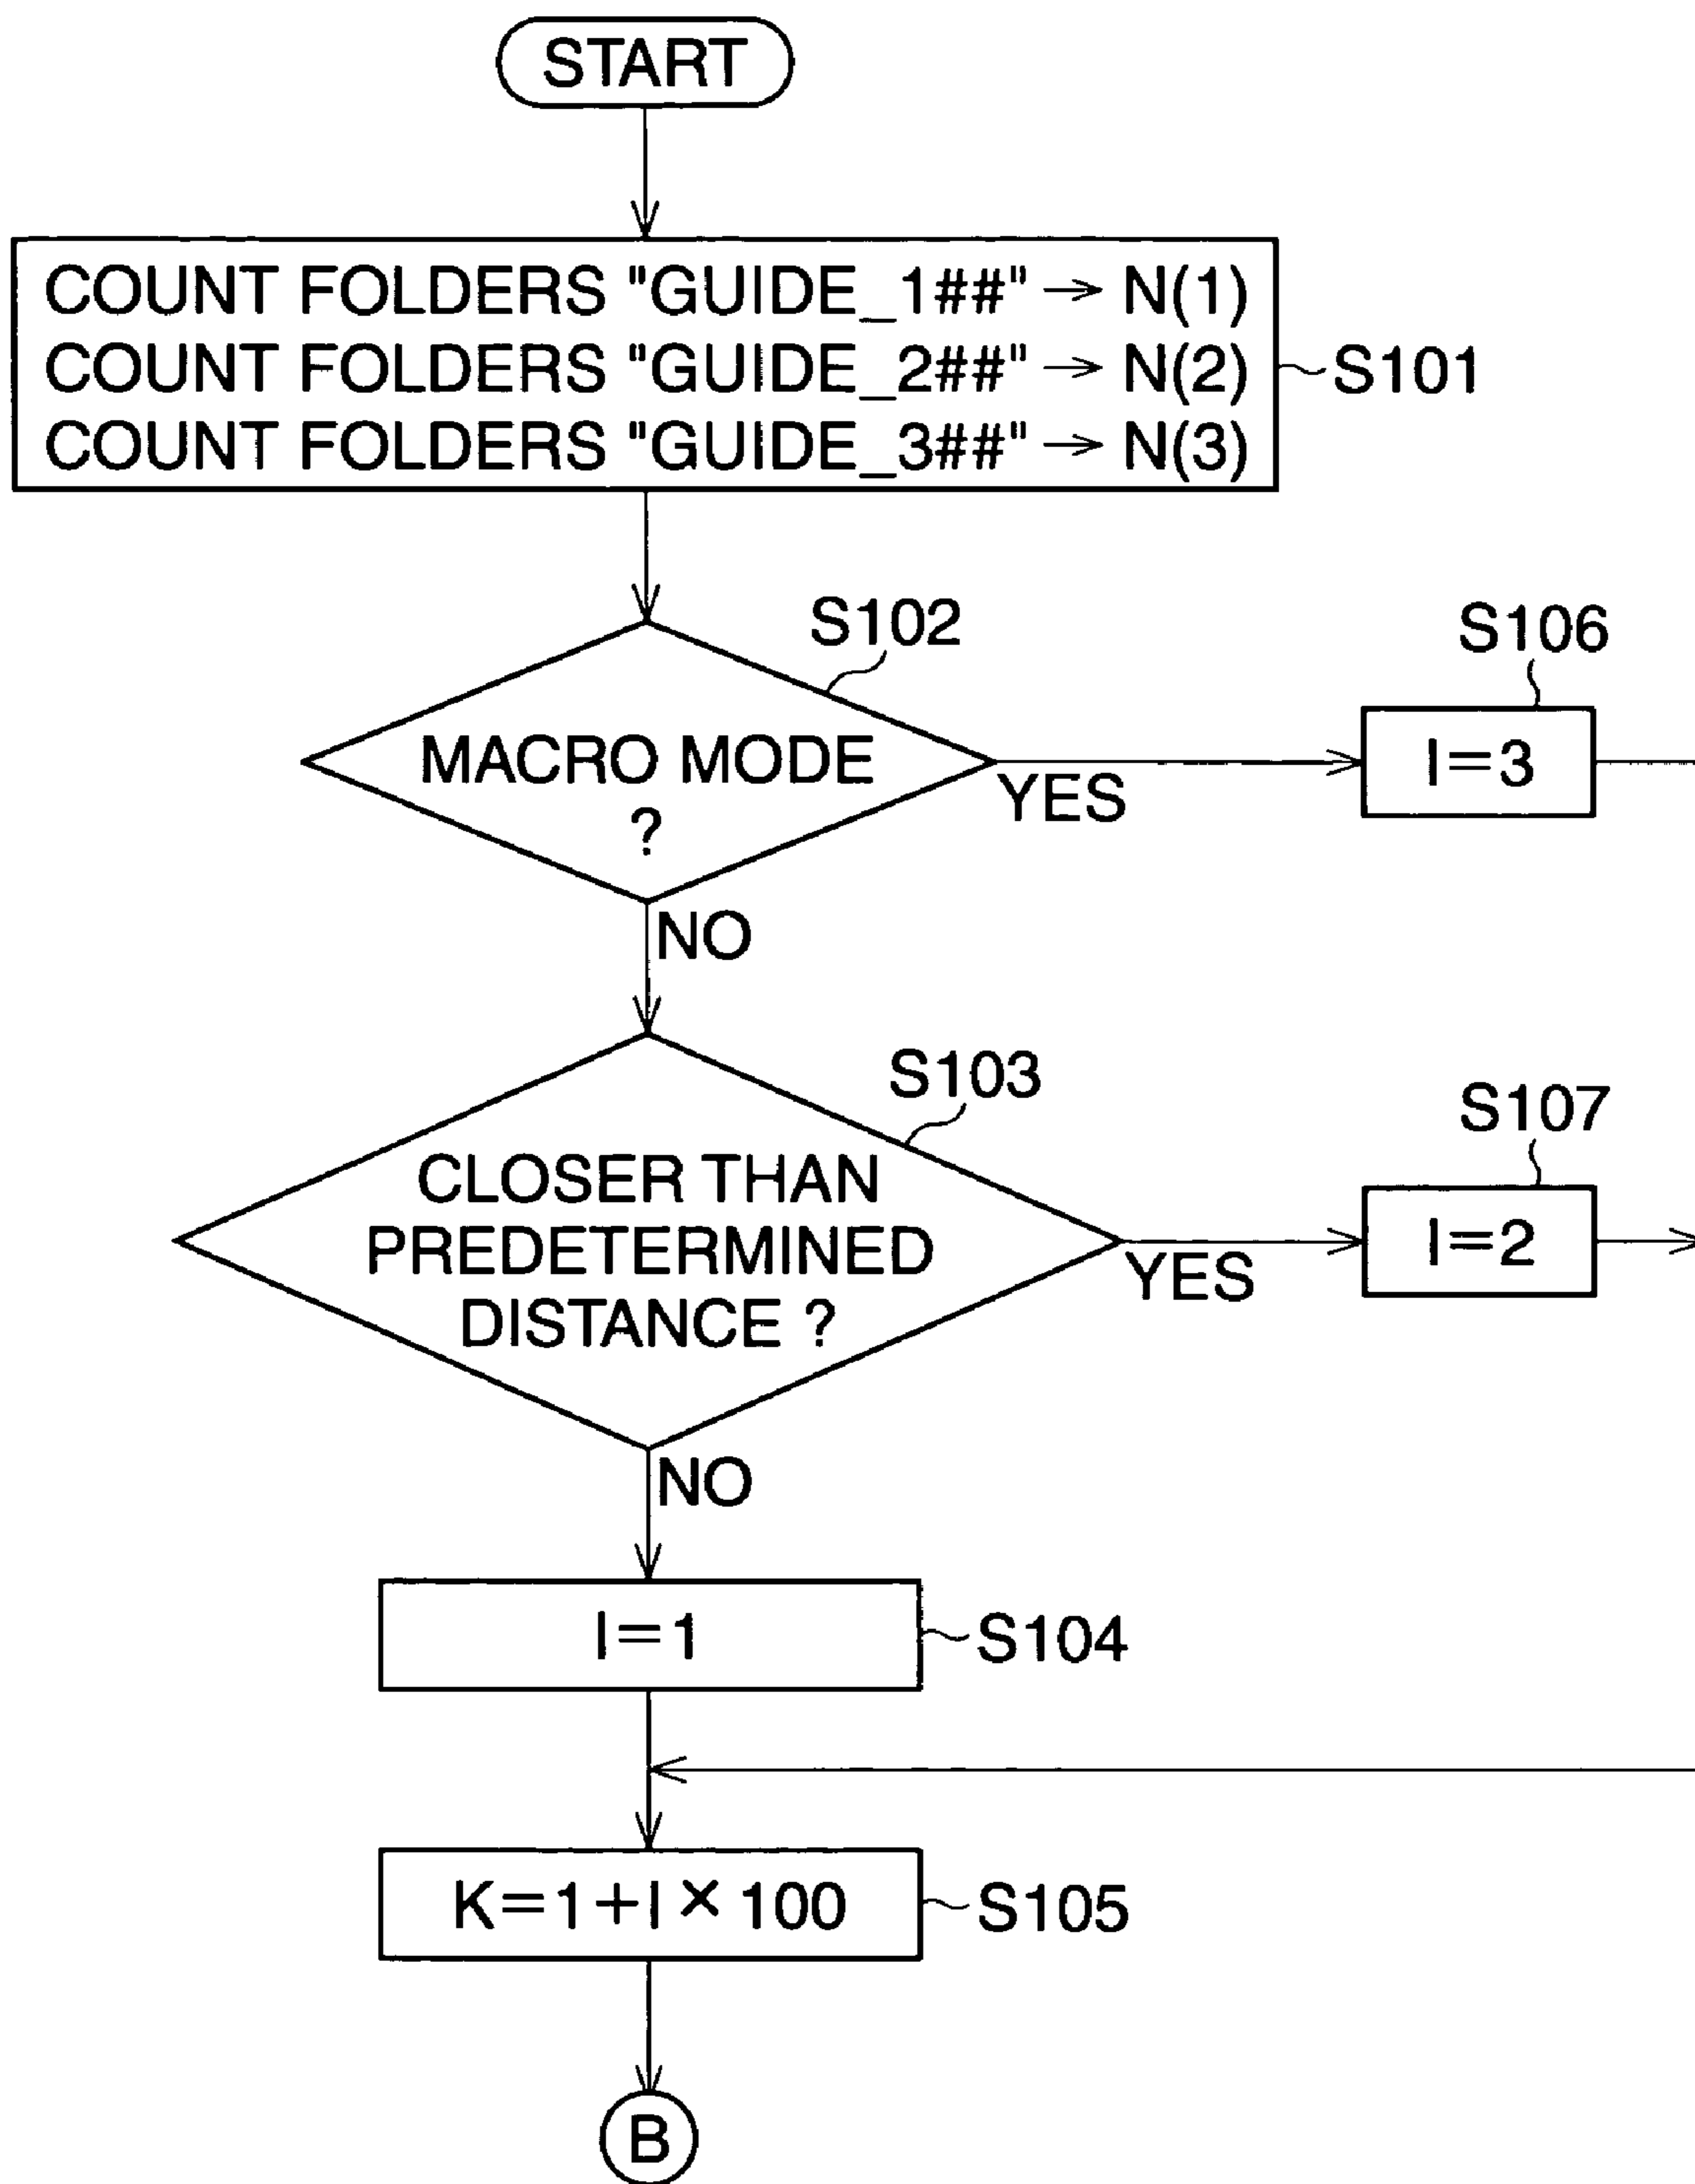 START
COUNT FOLDERS "GUIDE_1##" → N(1)
COUNT FOLDERS "GUIDE_2##" → N(2)
COUNT FOLDERS "GUIDE_3##" → N(3)
S101
S102
S106
MACRO MODE
?
I=3
YES
NO
S103
S107
CLOSER THAN
PREDETERMINED
DISTANCE ?
I=2
YES
NO
I=1
S104
K=1+I×100
S105
B